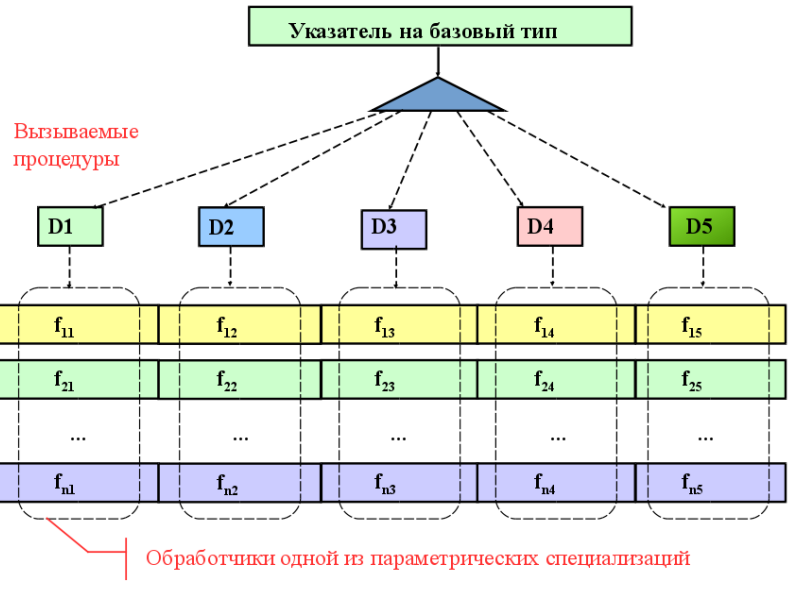 Указатель на базовый тип
Вызываемые
процедуры
D1 D2 D3 D4 D5
f11 f12 f13 f14 f15
f21 f22 f23 f24 f25
... ... ... ... ...
fn1 fn2 fn3 fn4 fn5
Обработчики одной из параметрических специализаций